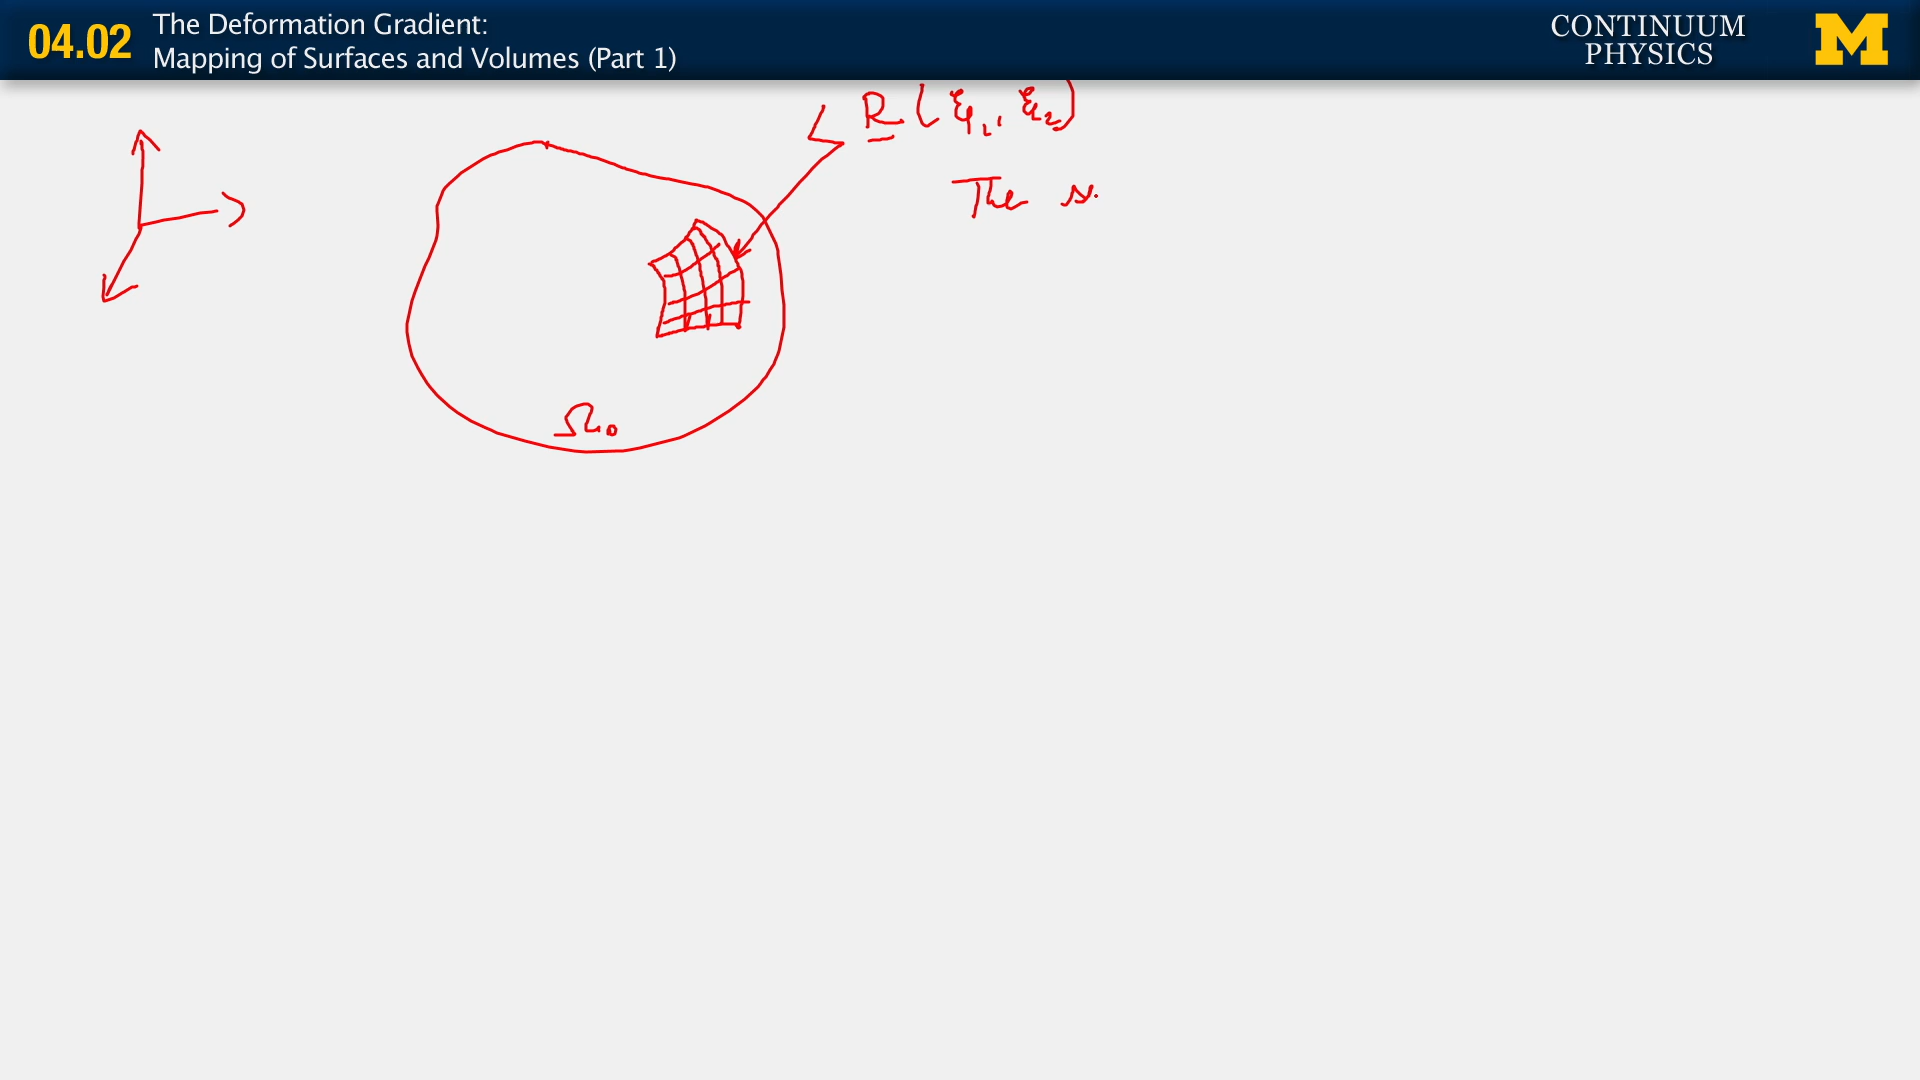 04.02
The Deformation Gradient:
Mapping of Surfaces and Volumes (Part 1)
CONTINUUM
PHYSICS
M
R(ξ₁, ξ₂)
The
Ω₀